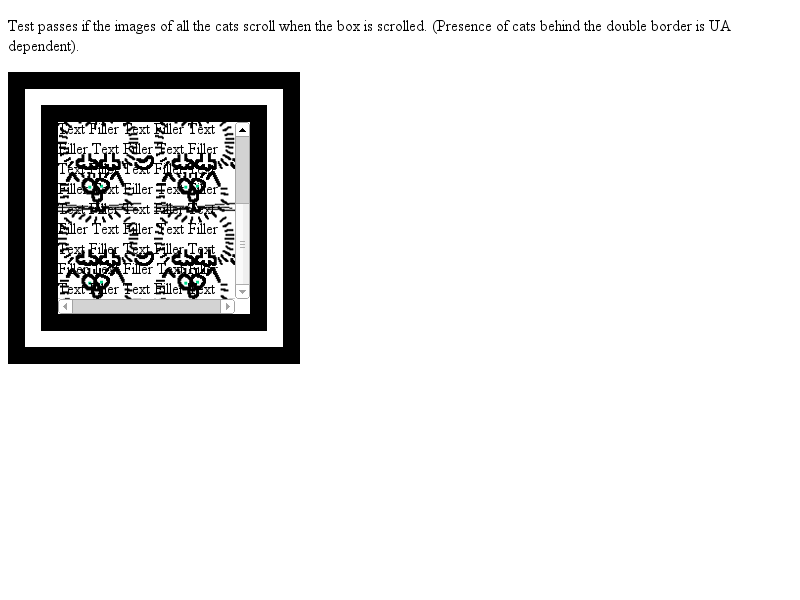 Test passes if the images of all the cats scroll when the box is scrolled. (Presence of cats behind the double border is UA
dependent).
Text Filler Text Filler Text
Filler Text Filler Text Filler
Text Filler Text Filler Text
Filler Text Filler Text Filler
Text Filler Text Filler Text
Filler Text Filler Text Filler
Text Filler Text Filler Text
Filler Text Filler Text Filler
Text Filler Text Filler Text